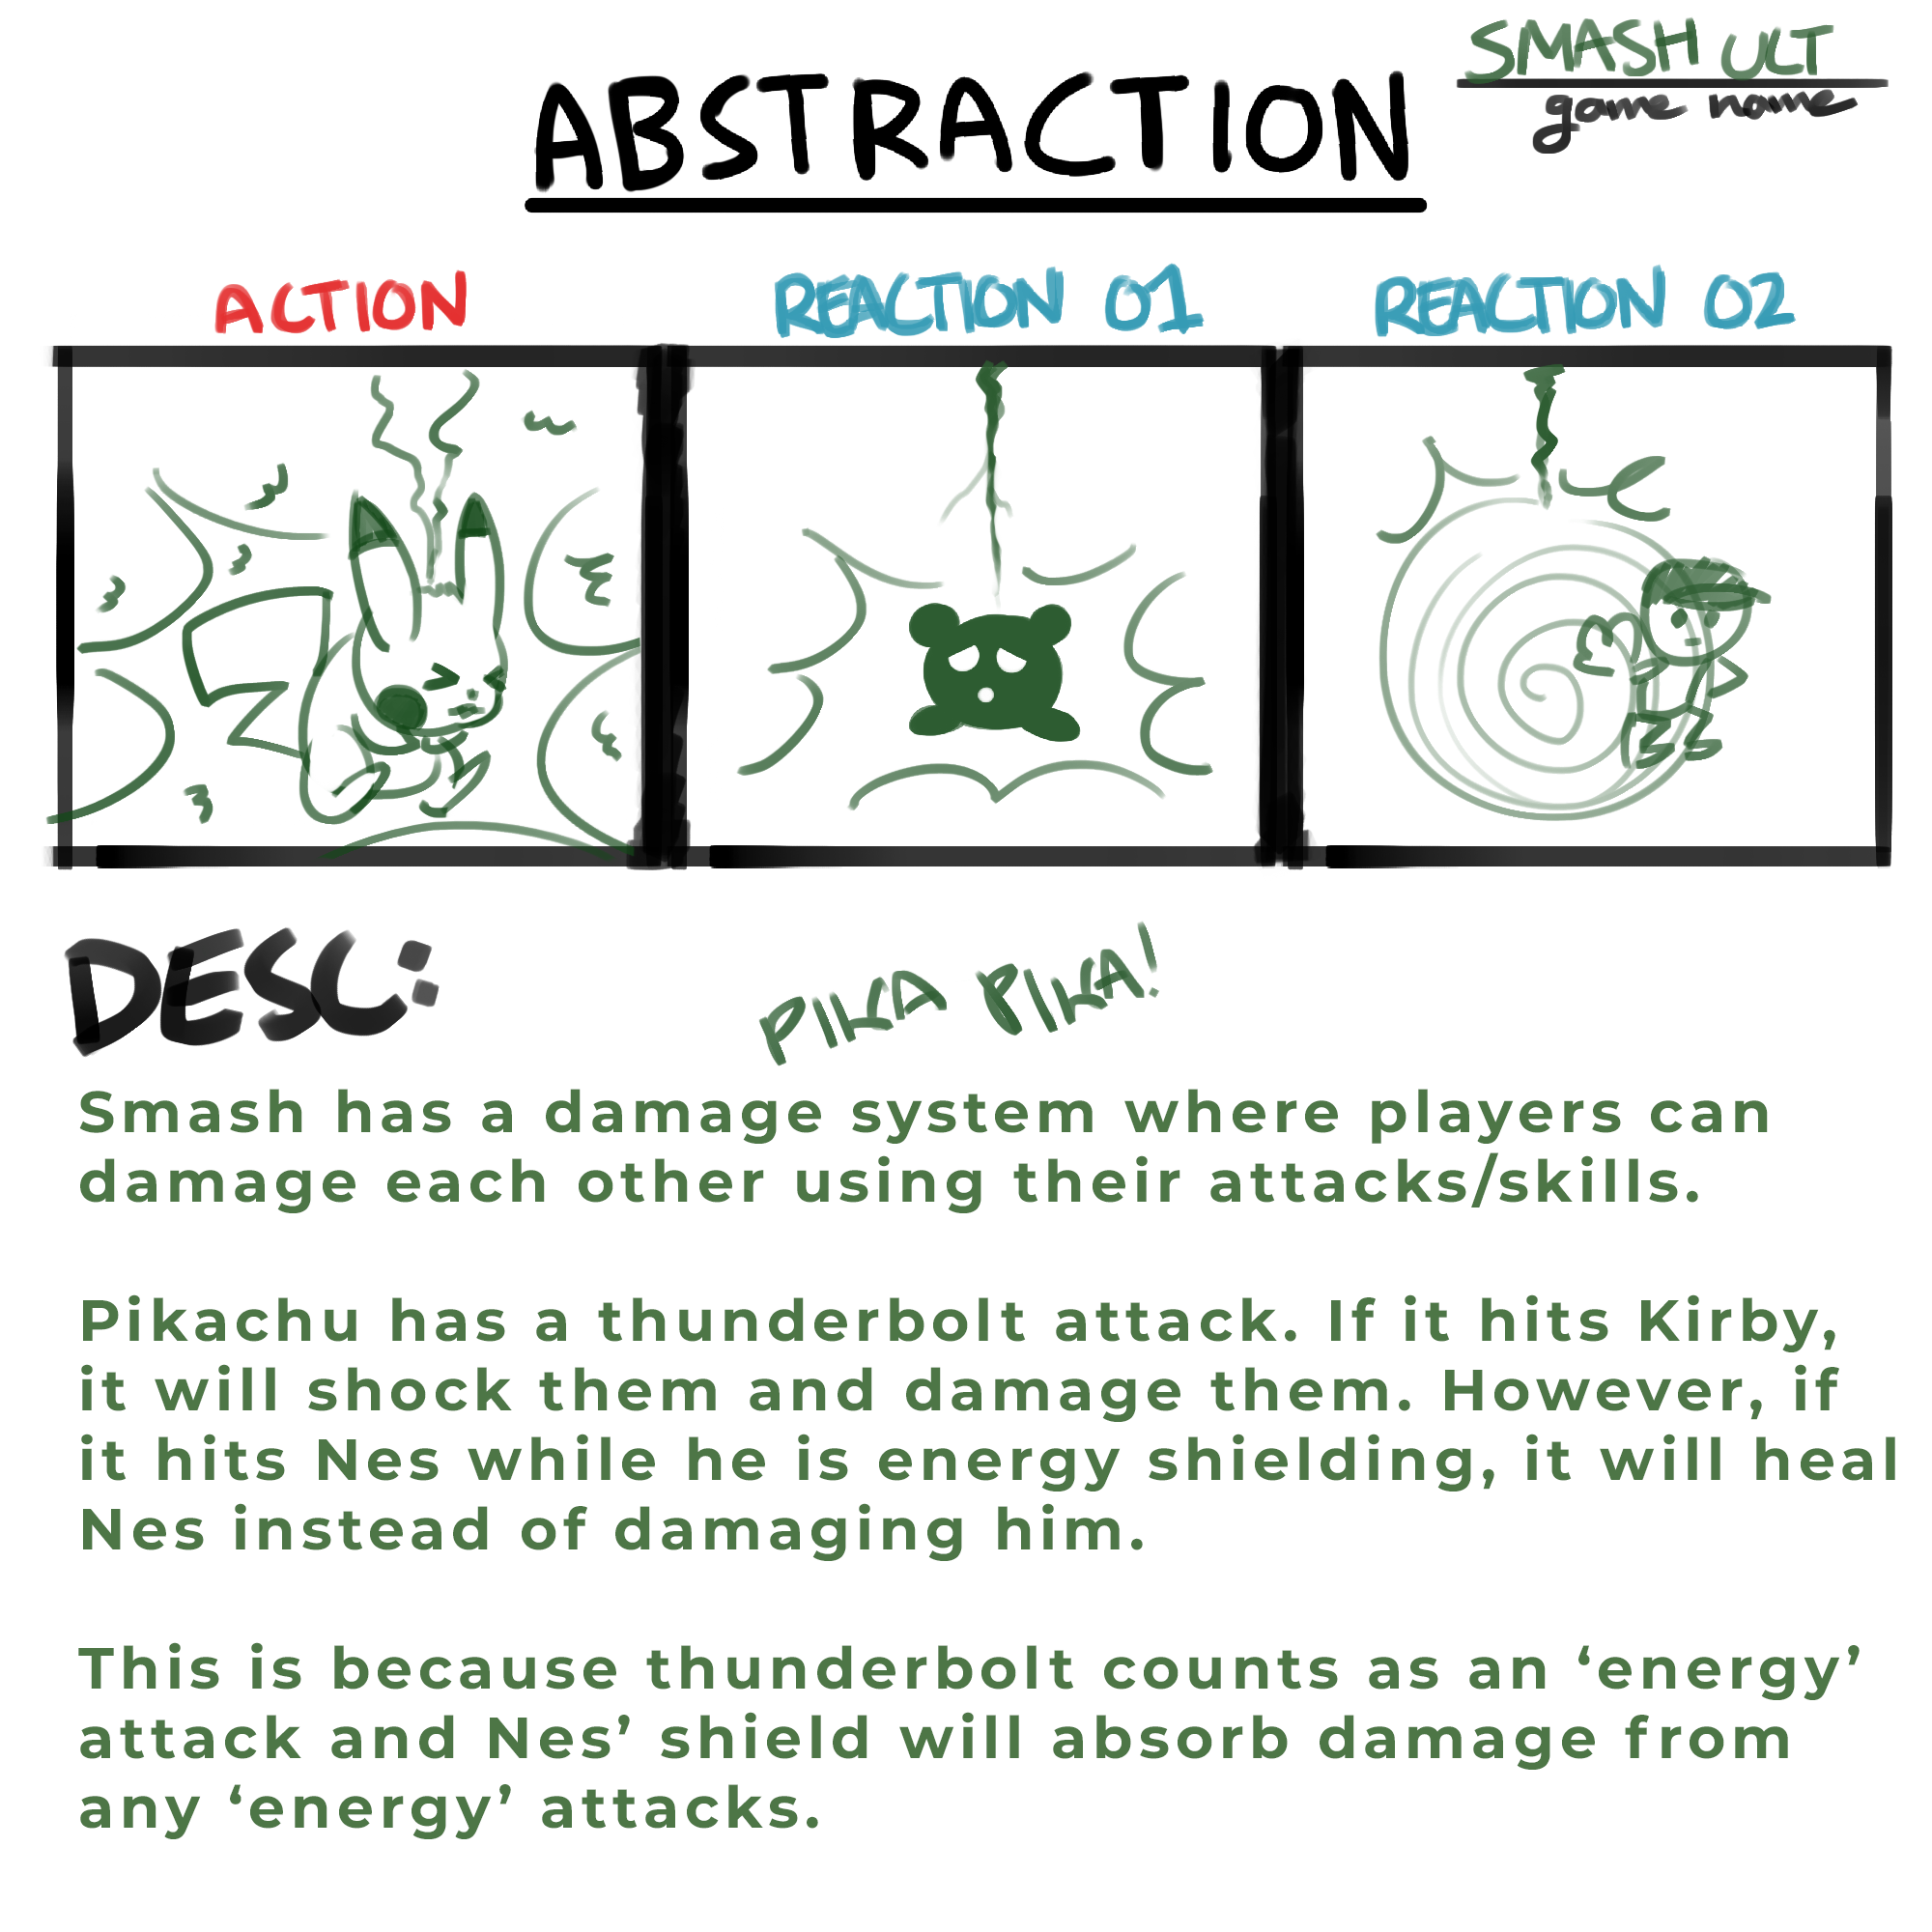 SMASH ULT
game name
ABSTRACTION
ACTION
REACTION 01
REACTION 02
DESC:
PIKA PIKA!
Smash has a damage system where players can
damage each other using their attacks/skills.
Pikachu has a thunderbolt attack. If it hits Kirby,
it will shock them and damage them. However, if
it hits Nes while he is energy shielding, it will heal
Nes instead of damaging him.
This is because thunderbolt counts as an ‘energy’
attack and Nes’ shield will absorb damage from
any ‘energy’ attacks.